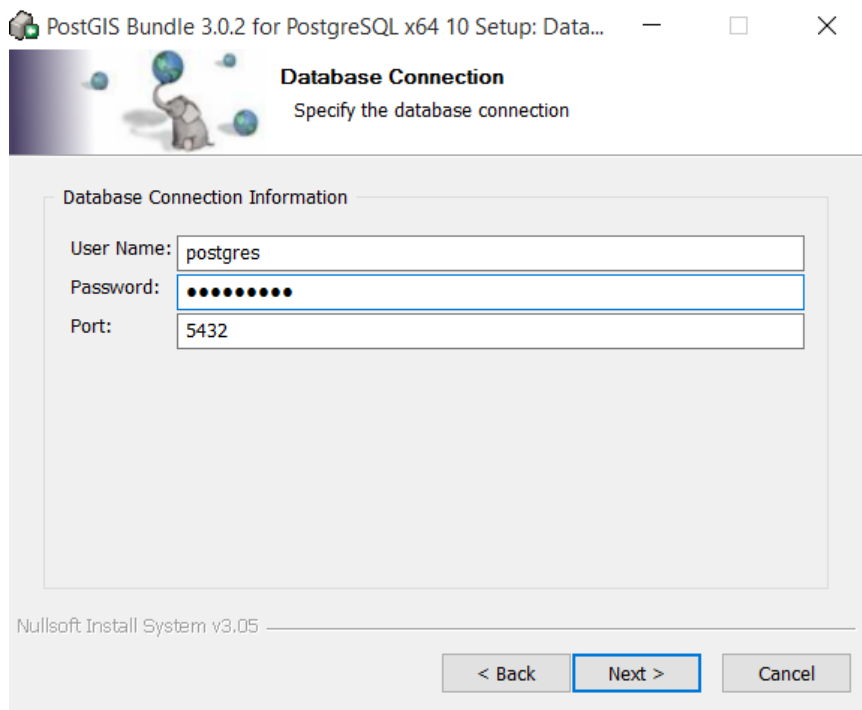 PostGIS Bundle 3.0.2 for PostgreSQL x64 10 Setup: Data...
Database Connection
Specify the database connection
Database Connection Information
User Name: postgres
Password: ●●●●●●●●●
Port: 5432
Nullsoft Install System v3.05
< Back Next > Cancel